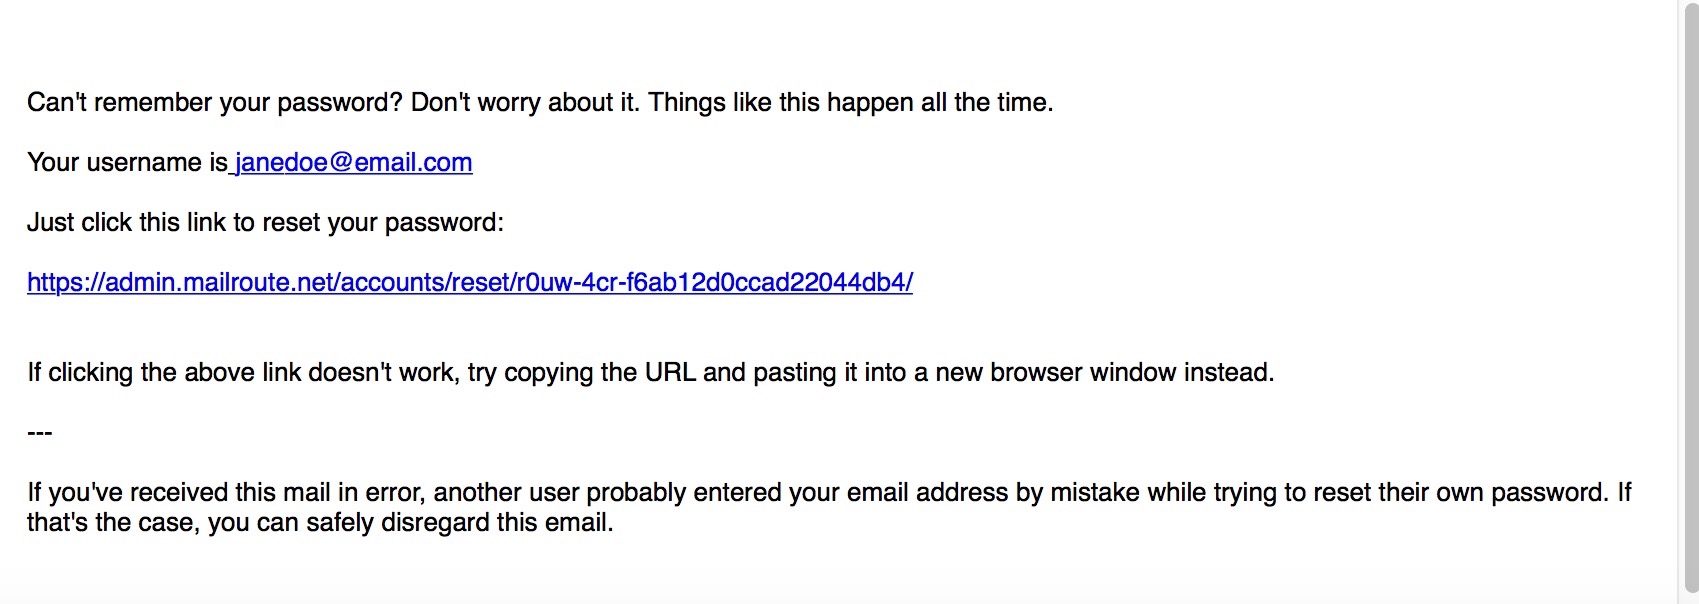 Can't remember your password? Don't worry about it. Things like this happen all the time.
Your username is janedoe@email.com
Just click this link to reset your password:
https://admin.mailroute.net/accounts/reset/r0uw-4cr-f6ab12d0ccad22044db4/
If clicking the above link doesn't work, try copying the URL and pasting it into a new browser window instead.
---
If you've received this mail in error, another user probably entered your email address by mistake while trying to reset their own password. If
that's the case, you can safely disregard this email.